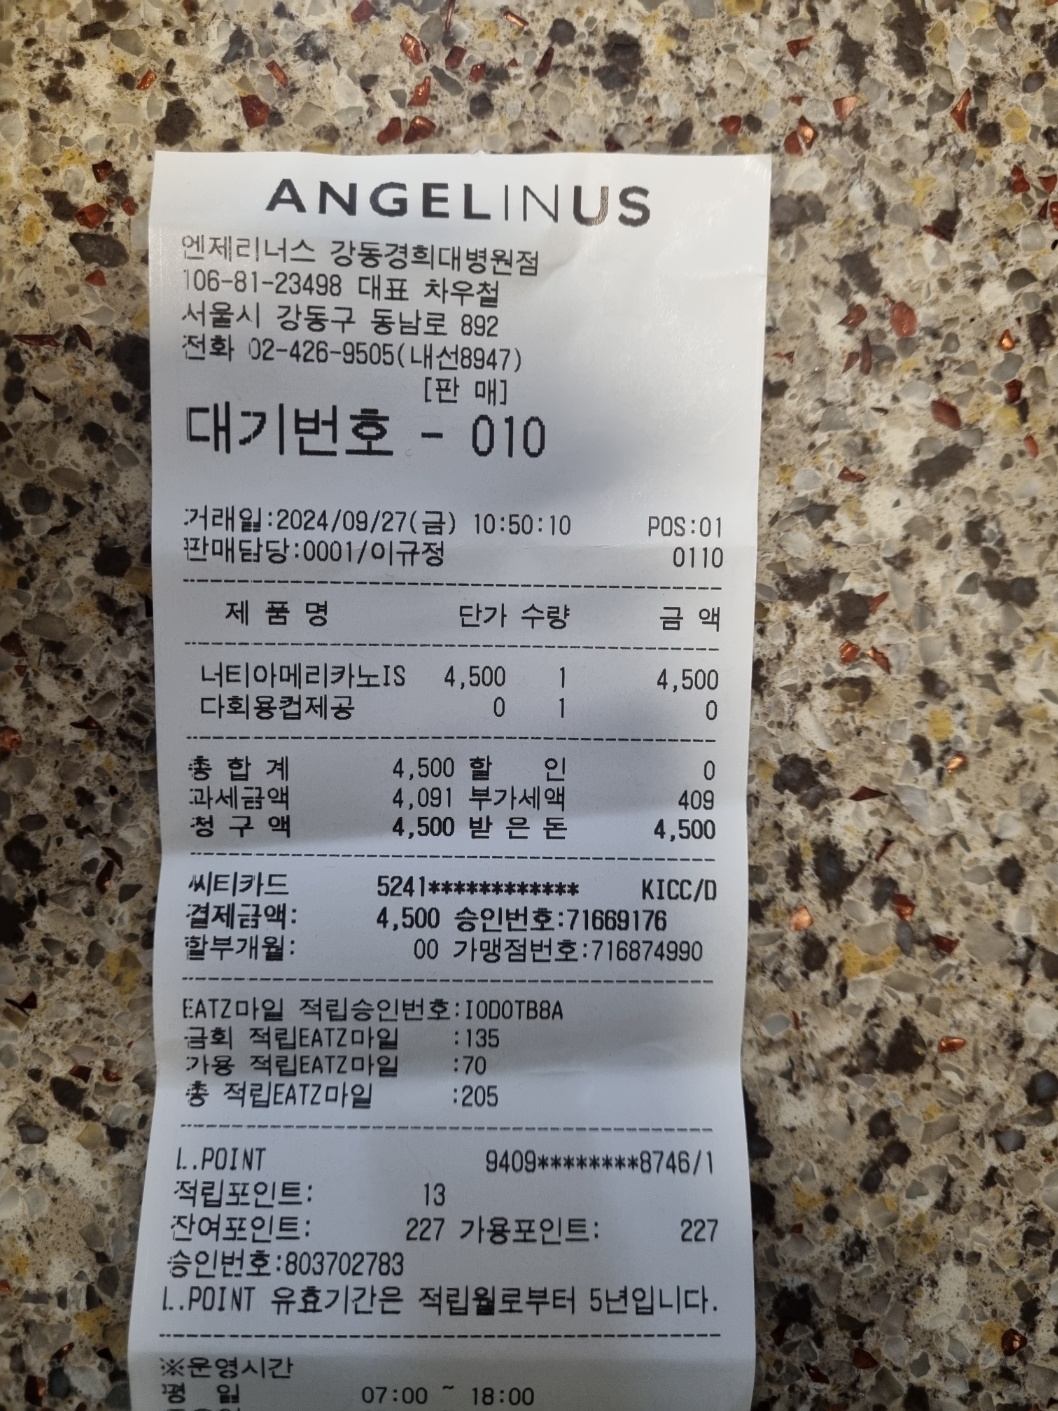 ANGELINUS
엔제리너스 강동경희대병원점
106-81-23498 대표 차우철
서울시 강동구 동남로 892
전화 02-426-9505(내선8947)
[판 매]
대기번호 - 010
거래일:2024/09/27(금) 10:50:10 POS:01
판매담당:0001/이규정 0110
제 품 명 단가 수량 금 액
너티아메리카노IS 4,500 1 4,500
다회용컵제공 0 1 0
총 합 계 4,500 할 인 0
과세금액 4,091 부가세액 409
청 구 액 4,500 받 은 돈 4,500
씨티카드 5241************ KICC/D
결제금액: 4,500 승인번호:71669176
할부개월: 00 가맹점번호:716874990
EATZ마일 적립승인번호:IODOTB8A
금회 적립EATZ마일 :135
가용 적립EATZ마일 :70
총 적립EATZ마일 :205
L.POINT 9409********8746/1
적립포인트: 13
잔여포인트: 227 가용포인트: 227
승인번호:803702783
L.POINT 유효기간은 적립월로부터 5년입니다.
※운영시간
평 일 07:00 ~ 18:00